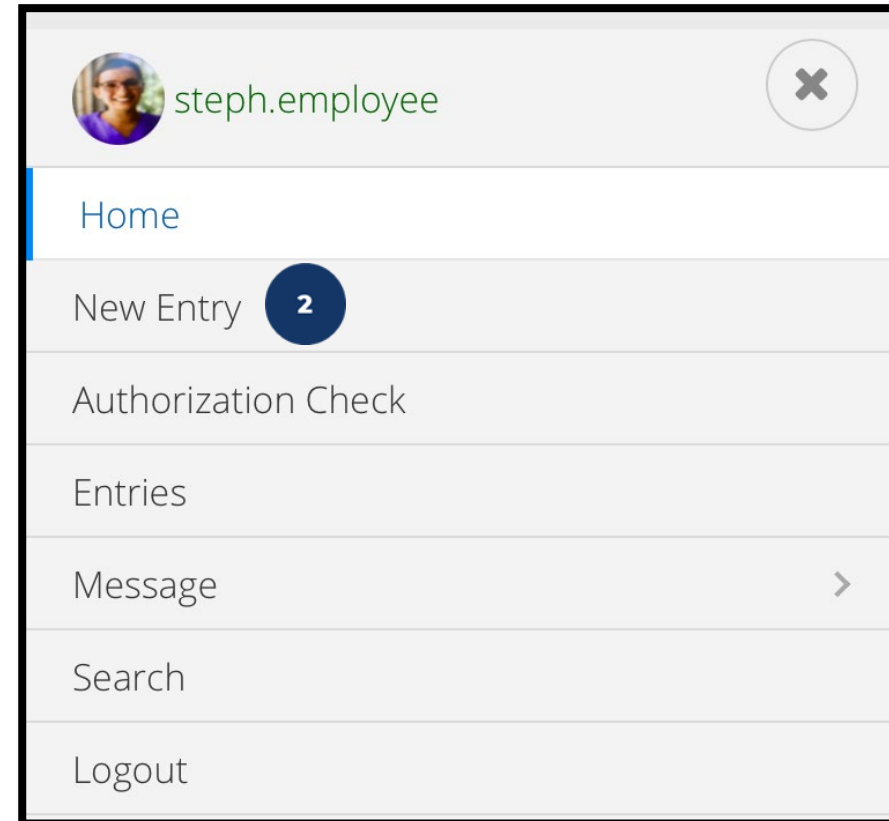 steph.employee
Home
New Entry 2
Authorization Check
Entries
Message
Search
Logout